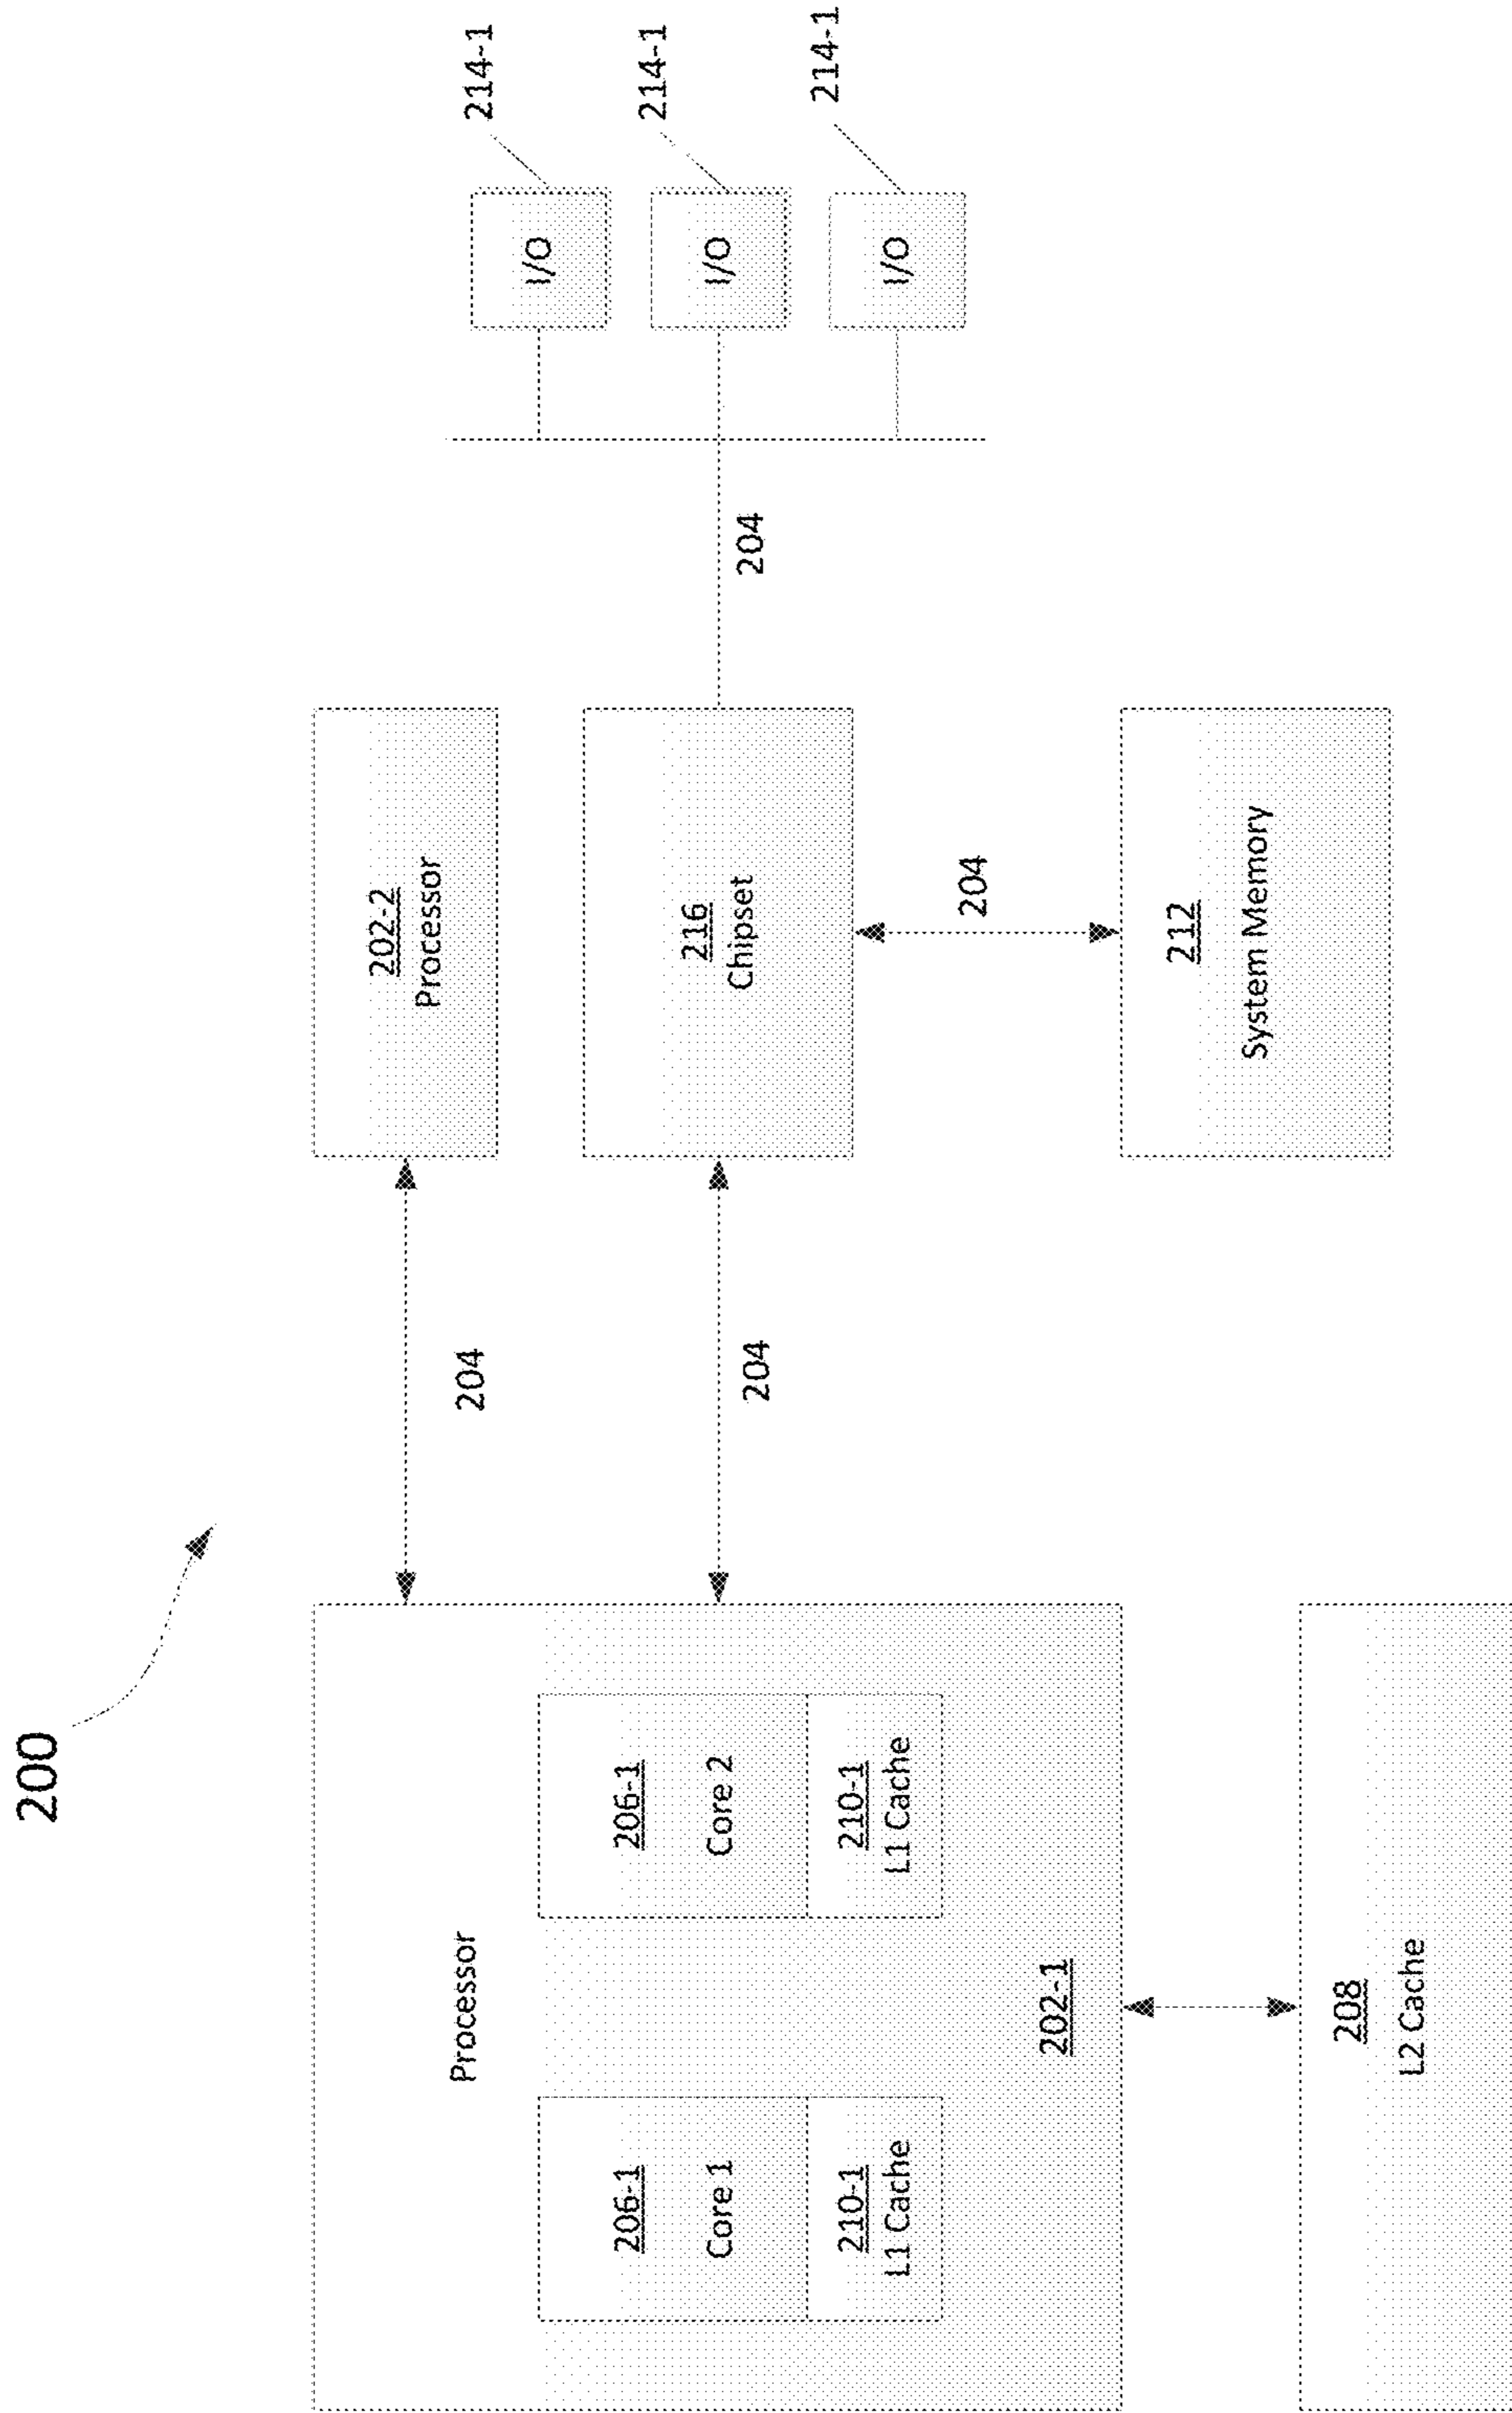 200
Processor
206-1
Core 1
210-1
L1 Cache
206-1
Core 2
210-1
L1 Cache
202-1
208
L2 Cache
204
204
202-2
Processor
216
Chipset
204
212
System Memory
204
I/O
214-1
I/O
214-1
I/O
214-1